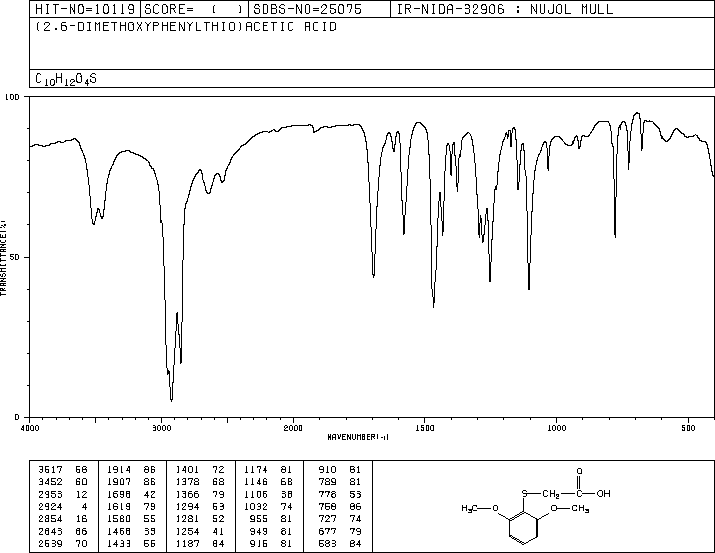 HIT-NO=10119 SCORE= ( ) SDBS-NO=25075 IR-NIDA-32906 : NUJOL MULL
(2,6-DIMETHOXYPHENYLTHIO)ACETIC ACID
C10H12O4S
100
50
0
TRANSMITTANCE(%)
4000 3000 2000 1500 1000 500
WAVENUMBER(-1)
3517 58 1914 86 1401 72 1174 81 910 81
3452 60 1907 86 1378 68 1146 68 789 81
2953 12 1698 42 1366 79 1106 38 778 53
2924 4 1619 79 1294 53 1032 74 758 86
2854 16 1580 55 1281 52 955 81 727 74
2643 66 1468 33 1254 41 949 81 677 79
2539 70 1433 55 1187 84 916 81 583 84
O
S CH2 C OH
H3C O O CH3